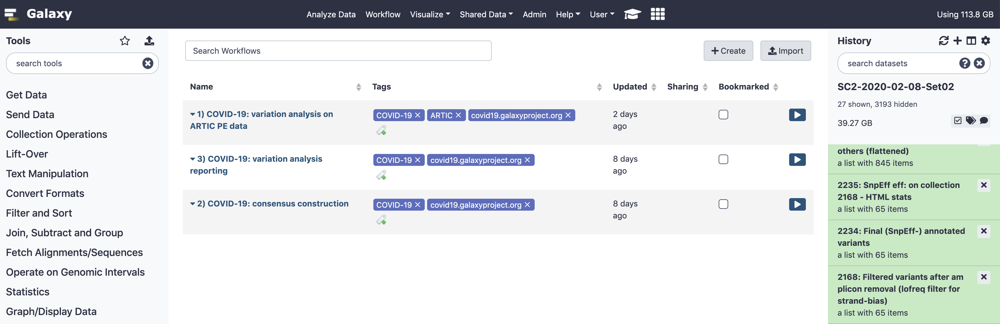 Galaxy
Analyze Data Workflow Visualize Shared Data Admin Help User
Using 113.8 GB
Tools
search tools
Get Data
Send Data
Collection Operations
Lift-Over
Text Manipulation
Convert Formats
Filter and Sort
Join, Subtract and Group
Fetch Alignments/Sequences
Operate on Genomic Intervals
Statistics
Graph/Display Data
Search Workflows
Create
Import
Name Tags Updated Sharing Bookmarked
1) COVID-19: variation analysis on
ARTIC PE data
COVID-19 ARTIC covid19.galaxyproject.org
2 days
ago
3) COVID-19: variation analysis
reporting
COVID-19 covid19.galaxyproject.org
8 days
ago
2) COVID-19: consensus construction
COVID-19 covid19.galaxyproject.org
8 days
ago
History
search datasets
SC2-2020-02-08-Set02
27 shown, 3193 hidden
39.27 GB
others (flattened)
a list with 845 items
2235: SnpEff eff: on collection
2168 - HTML stats
a list with 65 items
2234: Final (SnpEff-) annotated
variants
a list with 65 items
2168: Filtered variants after am
plicon removal (lofreq filter for
strand-bias)
a list with 65 items